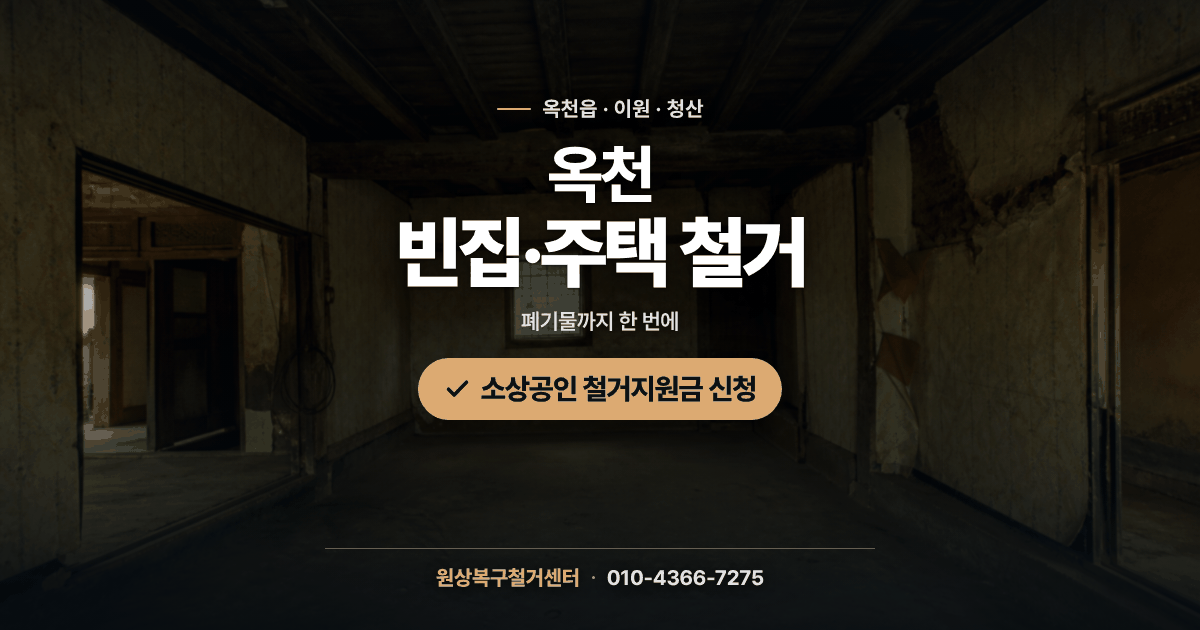 옥천읍 · 이원 · 청산
옥천
빈집·주택 철거
폐기물까지 한 번에
소상공인 철거지원금 신청
원상복구철거센터 · 010-4366-7275